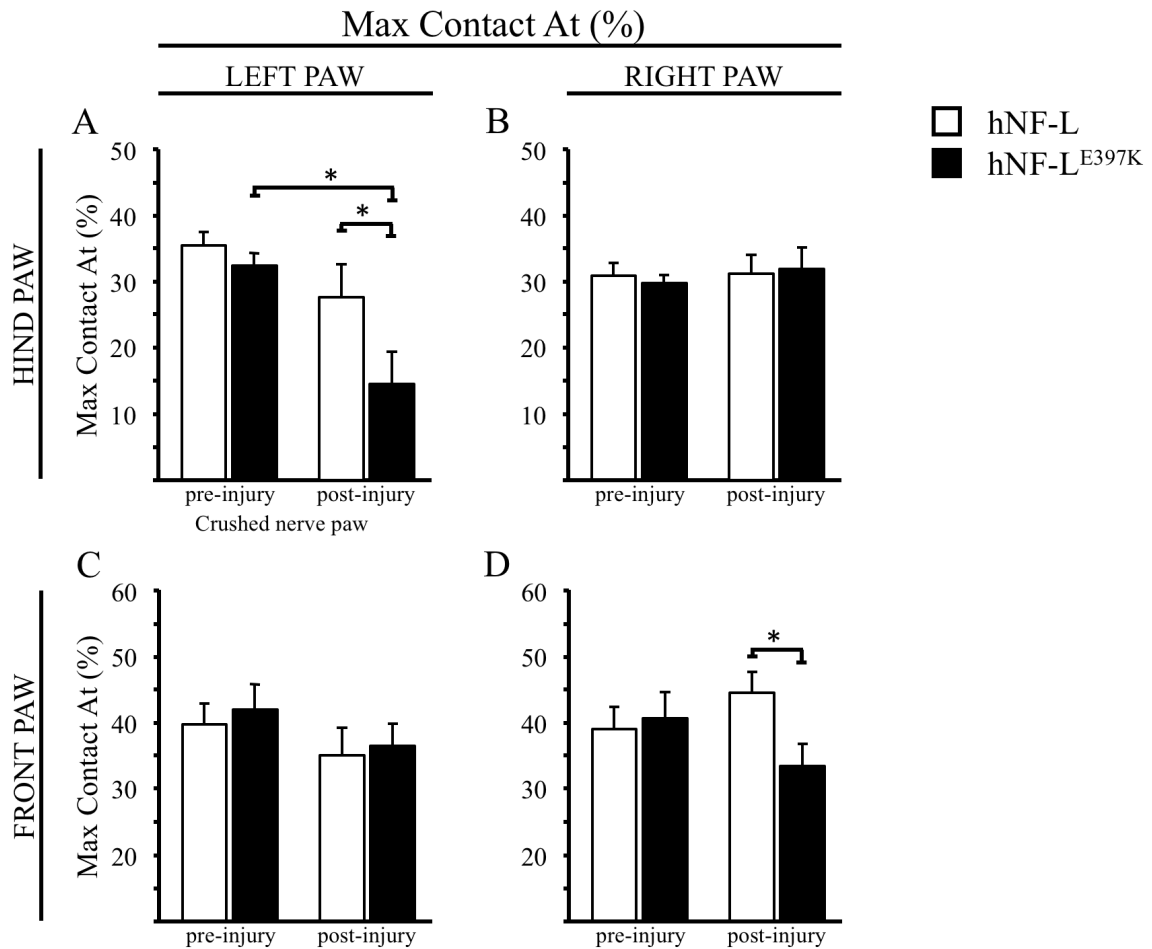 Max Contact At (%)
LEFT PAW
RIGHT PAW
hNF-L
hNF-L^E397K
HIND PAW
A
Max Contact At (%)
50
40
30
20
10
*
*
pre-injury post-injury
Crushed nerve paw
B
50
40
30
20
10
pre-injury post-injury
FRONT PAW
C
Max Contact At (%)
60
50
40
30
20
pre-injury post-injury
D
60
50
40
30
20
*
pre-injury post-injury